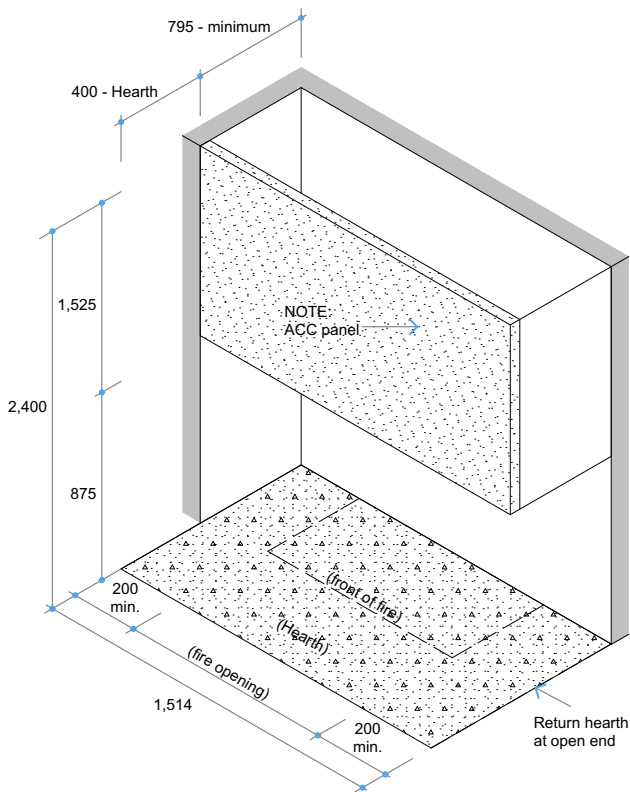 795 - minimum
400 - Hearth
1,525
NOTE:
ACC panel
2,400
875
200
min.
(front of fire)
(Hearth)
(fire opening)
1,514
200
min.
Return hearth
at open end